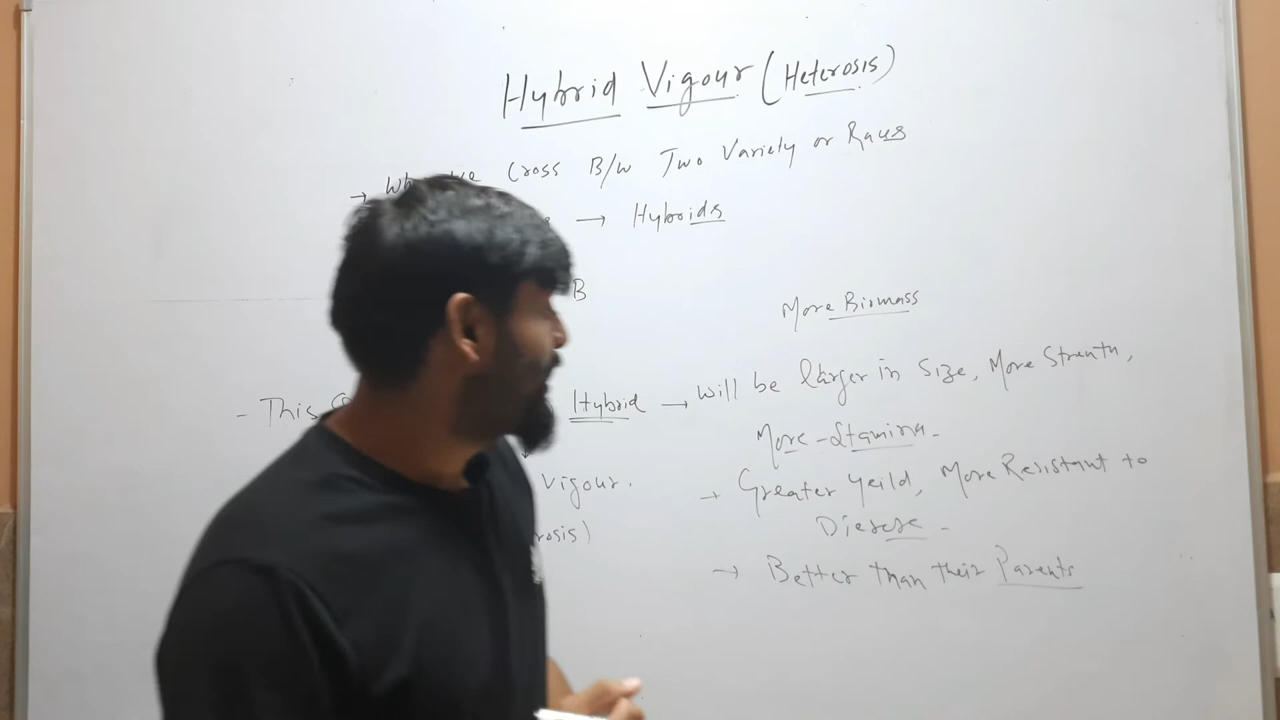 Hybrid Vigour (Heterosis)
→ Cross B/w Two Variety or Races
→ Hybrids
B
More Biomass
- This Hybrid → will be larger in Size, More Strenth,
More Stamina.
Vigour.
→ Greater Yeild, More Resistant to
rosis)
Diesese -
→ Better than their Parents